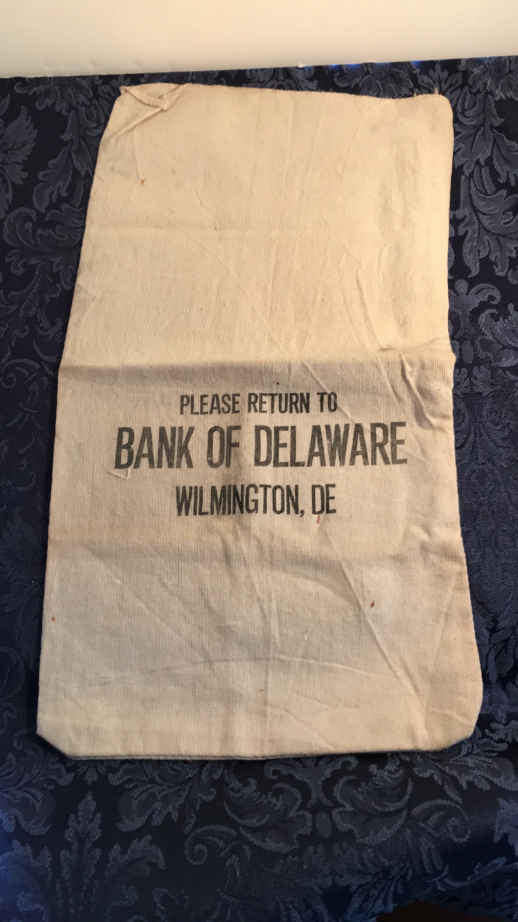 PLEASE RETURN TO
BANK OF DELAWARE
WILMINGTON, DE